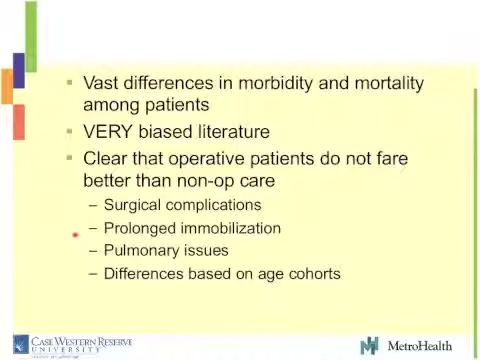 Vast differences in morbidity and mortality
among patients
VERY biased literature
Clear that operative patients do not fare
better than non-op care
– Surgical complications
– Prolonged immobilization
– Pulmonary issues
– Differences based on age cohorts
CASE WESTERN RESERVE
UNIVERSITY
MetroHealth